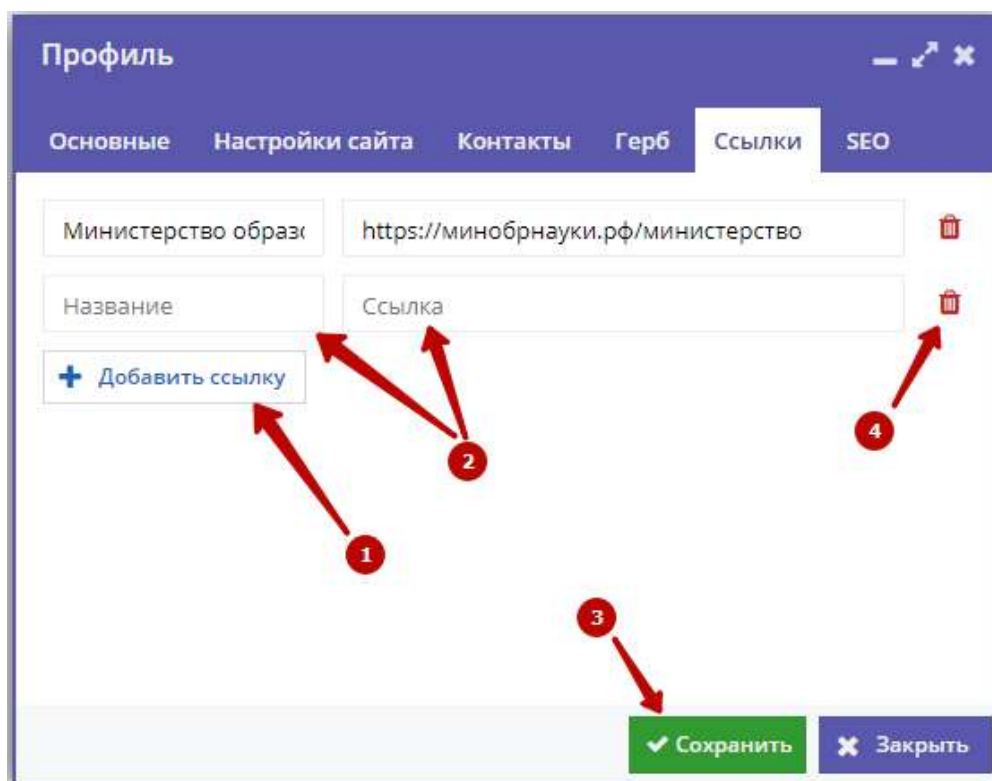 Профиль
Основные Настройки сайта Контакты Герб Ссылки SEO
Министерство образо https://минобрнауки.рф/министерство
Название Ссылка
Добавить ссылку
4
2
1
3
Сохранить Закрыть